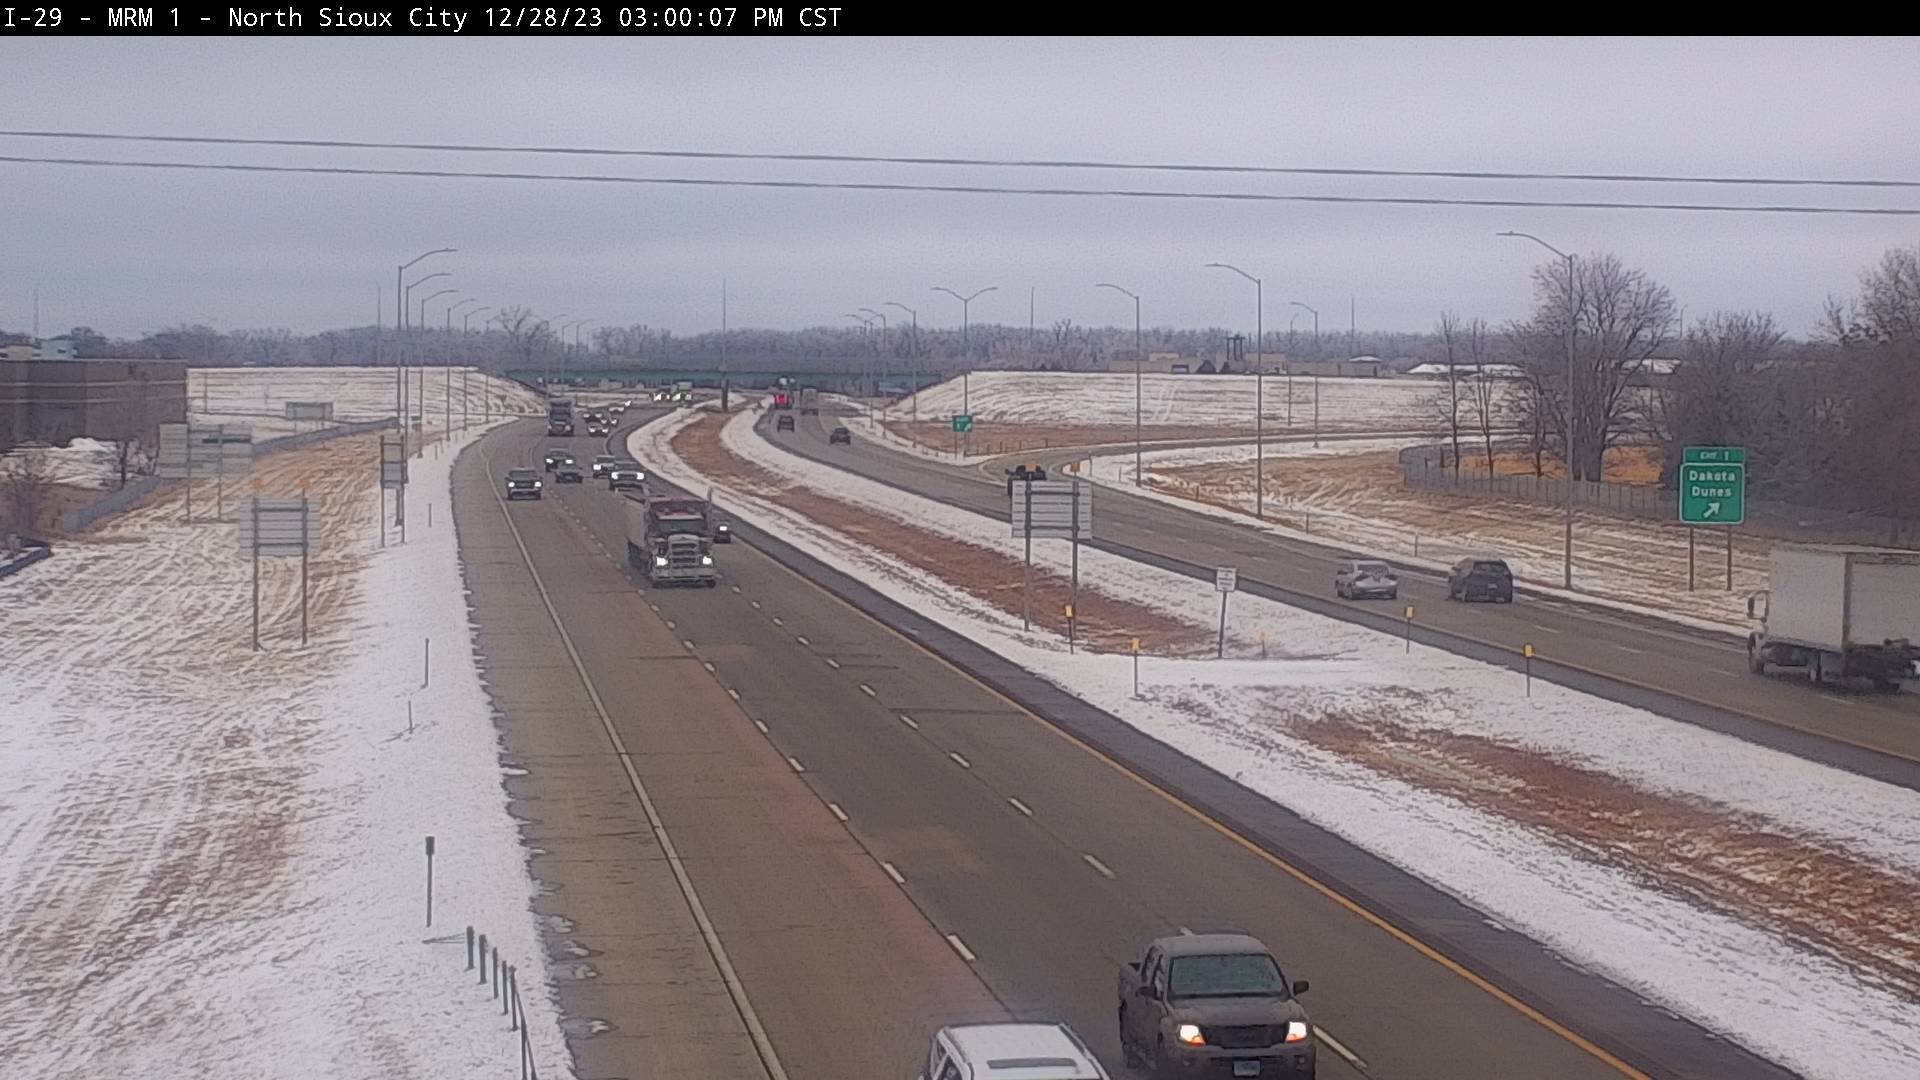 I-29 - MRM 1 - North Sioux City 12/28/23 03:00:07 PM CST
EXIT 1
Dakota
Dunes